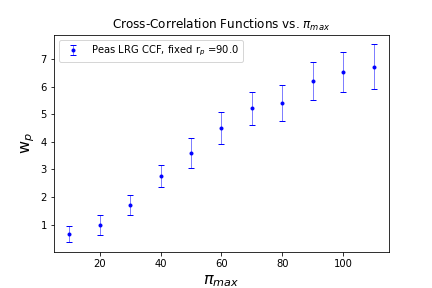 Cross-Correlation Functions vs. π_max
Peas LRG CCF, fixed r_p =90.0
w_p
7
6
5
4
3
2
1
20 40 60 80 100
π_max